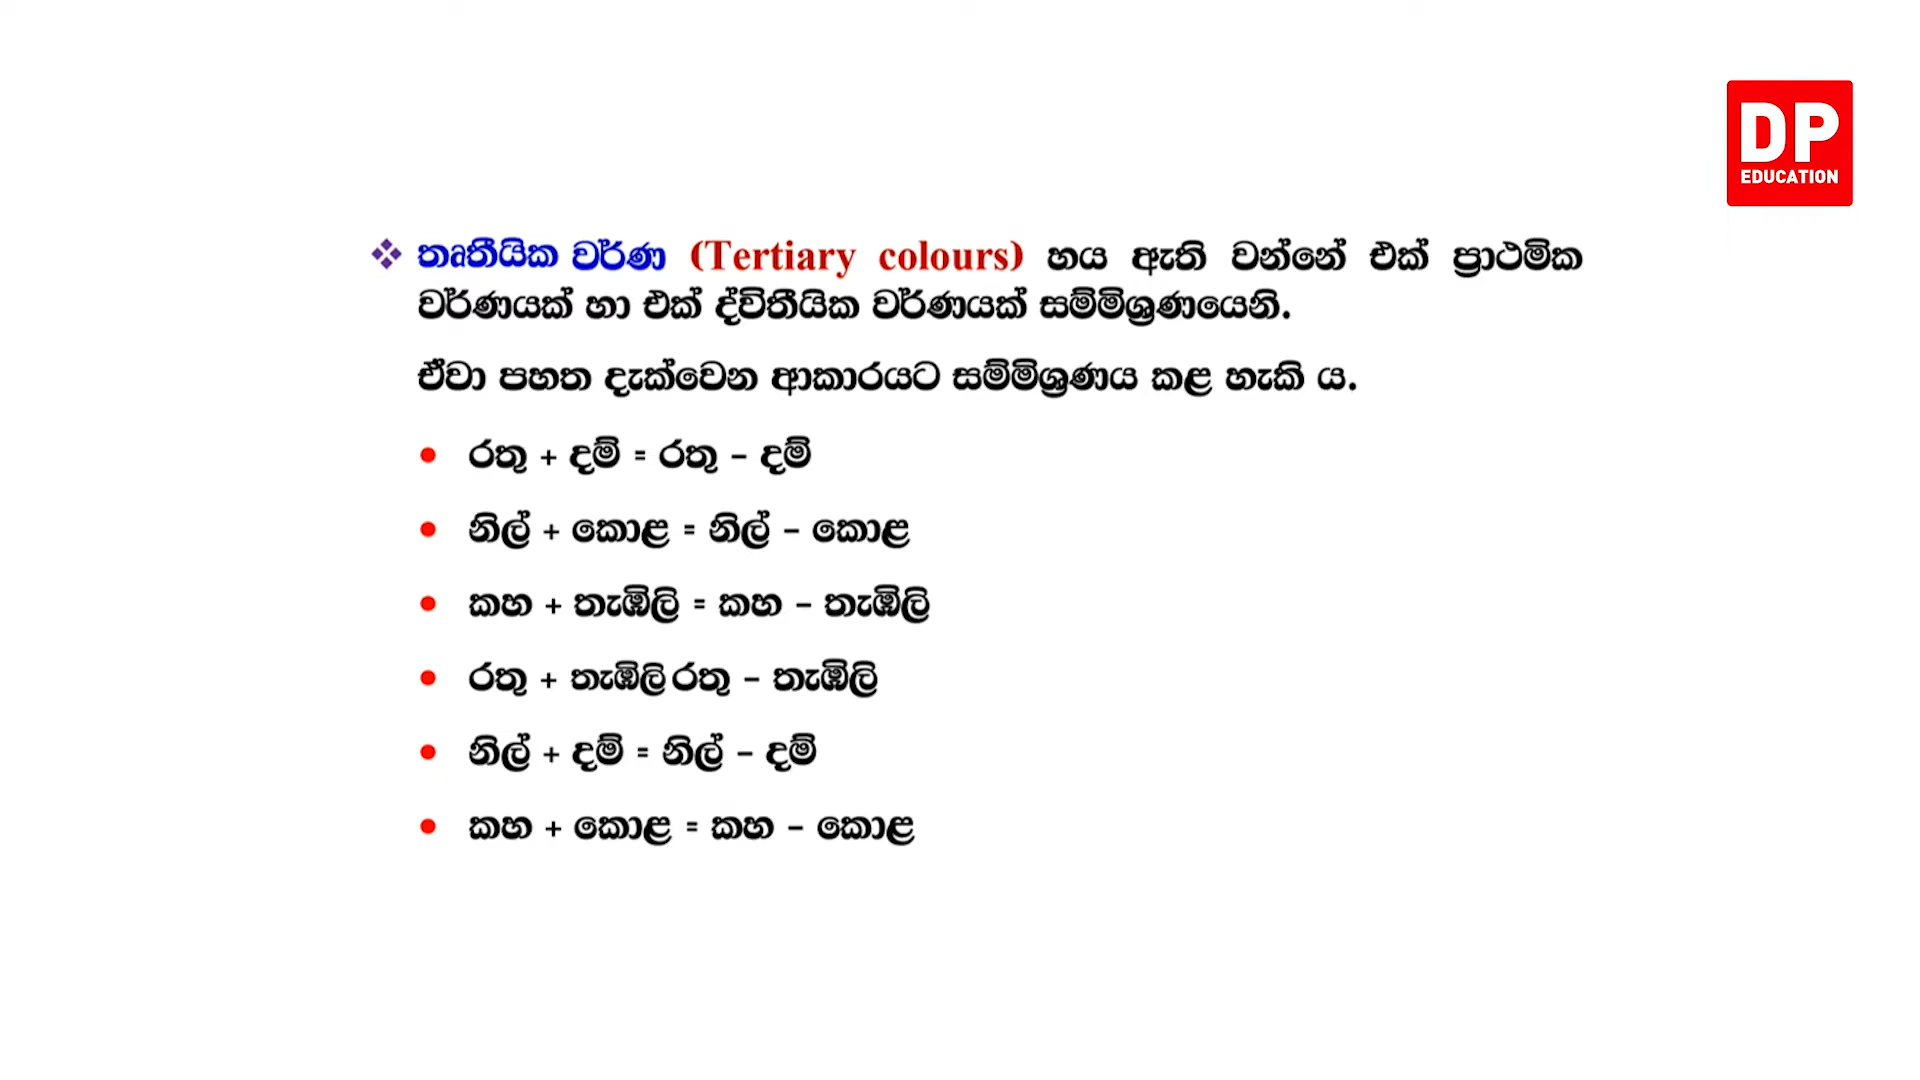 DP
EDUCATION
❖ තෘතීයික වර්ණ (Tertiary colours) හය ඇති වන්නේ එක් ප්‍රාථමික
වර්ණයක් හා එක් ද්විතීයික වර්ණයක් සම්මිශ්‍රණයෙනි.
ඒවා පහත දැක්වෙන ආකාරයට සම්මිශ්‍රණය කළ හැකි ය.
• රතු + දම් = රතු – දම්
• නිල් + කොළ = නිල් – කොළ
• කහ + තැඹිලි = කහ – තැඹිලි
• රතු + තැඹිලි රතු – තැඹිලි
• නිල් + දම් = නිල් – දම්
• කහ + කොළ = කහ – කොළ